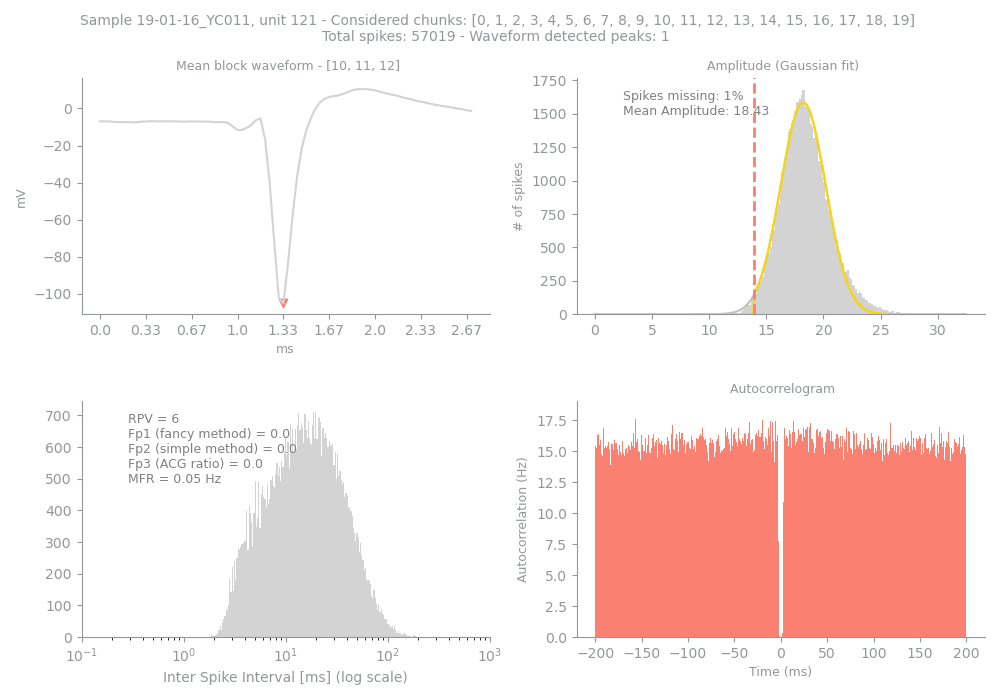 Sample 19-01-16_YC011, unit 121 - Considered chunks: [0, 1, 2, 3, 4, 5, 6, 7, 8, 9, 10, 11, 12, 13, 14, 15, 16, 17, 18, 19]
Total spikes: 57019 - Waveform detected peaks: 1
Mean block waveform - [10, 11, 12]
0
−20
−40
−60
−80
−100
mV
0.0 0.33 0.67 1.0 1.33 1.67 2.0 2.33 2.67
ms
Amplitude (Gaussian fit)
Spikes missing: 1%
Mean Amplitude: 18.43
1750
1500
1250
1000
750
500
250
0
# of spikes
0 5 10 15 20 25 30
RPV = 6
Fp1 (fancy method) = 0.0
Fp2 (simple method) = 0.0
Fp3 (ACG ratio) = 0.0
MFR = 0.05 Hz
700
600
500
400
300
200
100
0
10⁻¹ 10⁰ 10¹ 10² 10³
Inter Spike Interval [ms] (log scale)
Autocorrelogram
17.5
15.0
12.5
10.0
7.5
5.0
2.5
0.0
Autocorrelation (Hz)
−200 −150 −100 −50 0 50 100 150 200
Time (ms)